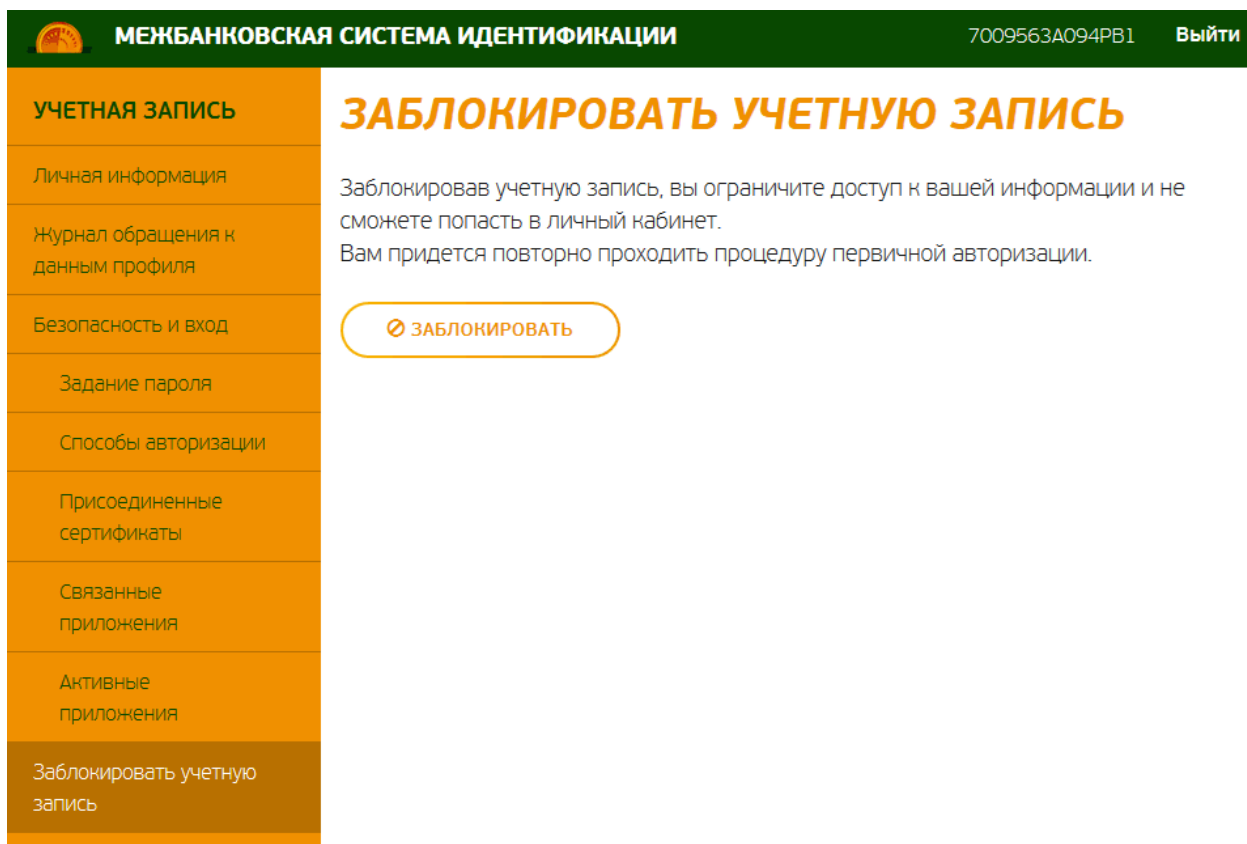 МЕЖБАНКОВСКАЯ СИСТЕМА ИДЕНТИФИКАЦИИ
7009563A094PB1
Выйти
УЧЕТНАЯ ЗАПИСЬ
Личная информация
Журнал обращения к
данным профиля
Безопасность и вход
Задание пароля
Способы авторизации
Присоединенные
сертификаты
Связанные
приложения
Активные
приложения
Заблокировать учетную
запись
ЗАБЛОКИРОВАТЬ УЧЕТНУЮ ЗАПИСЬ
Заблокировав учетную запись, вы ограничите доступ к вашей информации и не
сможете попасть в личный кабинет.
Вам придется повторно проходить процедуру первичной авторизации.
ЗАБЛОКИРОВАТЬ